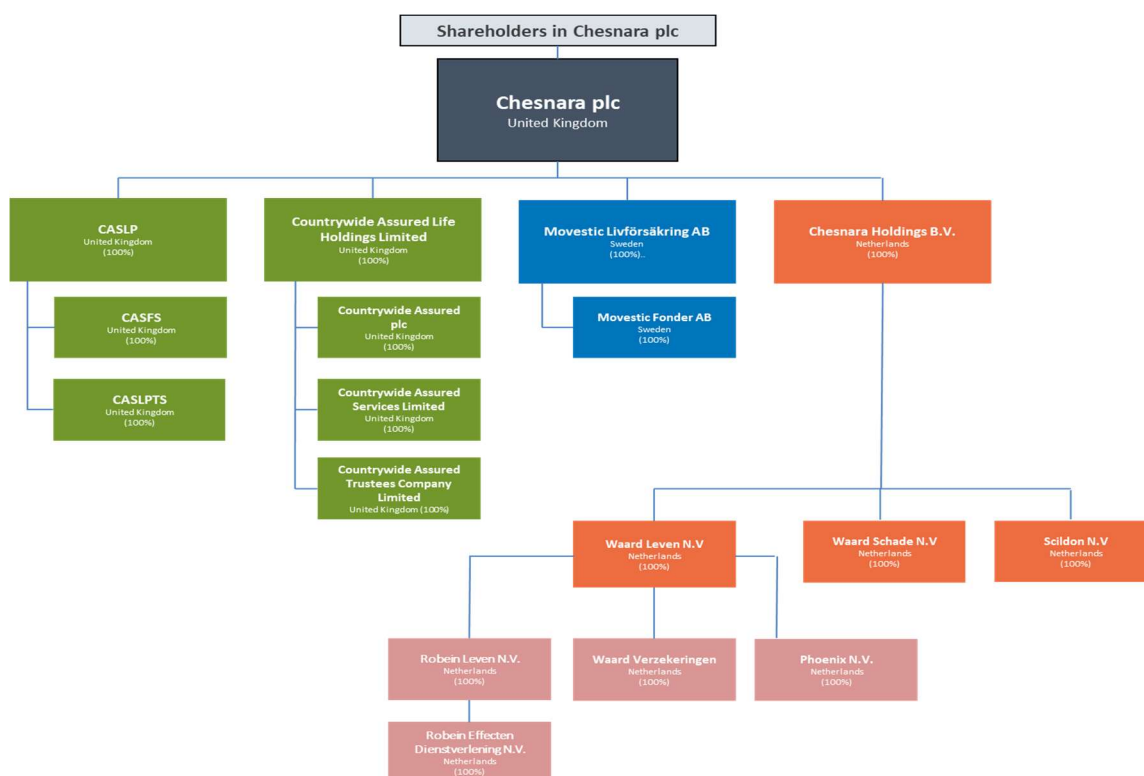 Shareholders in Chesnara plc
Chesnara plc
United Kingdom
CASLP
United Kingdom
(100%)
Countrywide Assured Life
Holdings Limited
United Kingdom
(100%)
Movestic Livförsäkring AB
Sweden
(100%)..
Chesnara Holdings B.V.
Netherlands
(100%)
CASFS
United Kingdom
(100%)
Countrywide Assured
plc
United Kingdom
(100%)
Movestic Fonder AB
Sweden
(100%)
CASLPTS
United Kingdom
(100%)
Countrywide Assured
Services Limited
United Kingdom
(100%)
Countrywide Assured
Trustees Company
Limited
United Kingdom (100%)
Waard Leven N.V
Netherlands
(100%)
Waard Schade N.V
Netherlands
(100%)
Scildon N.V
Netherlands
(100%)
Robein Leven N.V.
Netherlands
(100%)
Waard Verzekeringen
Netherlands
(100%)
Phoenix N.V.
Netherlands
(100%)
Robein Effecten
Dienstverlening N.V.
Netherlands
(100%)